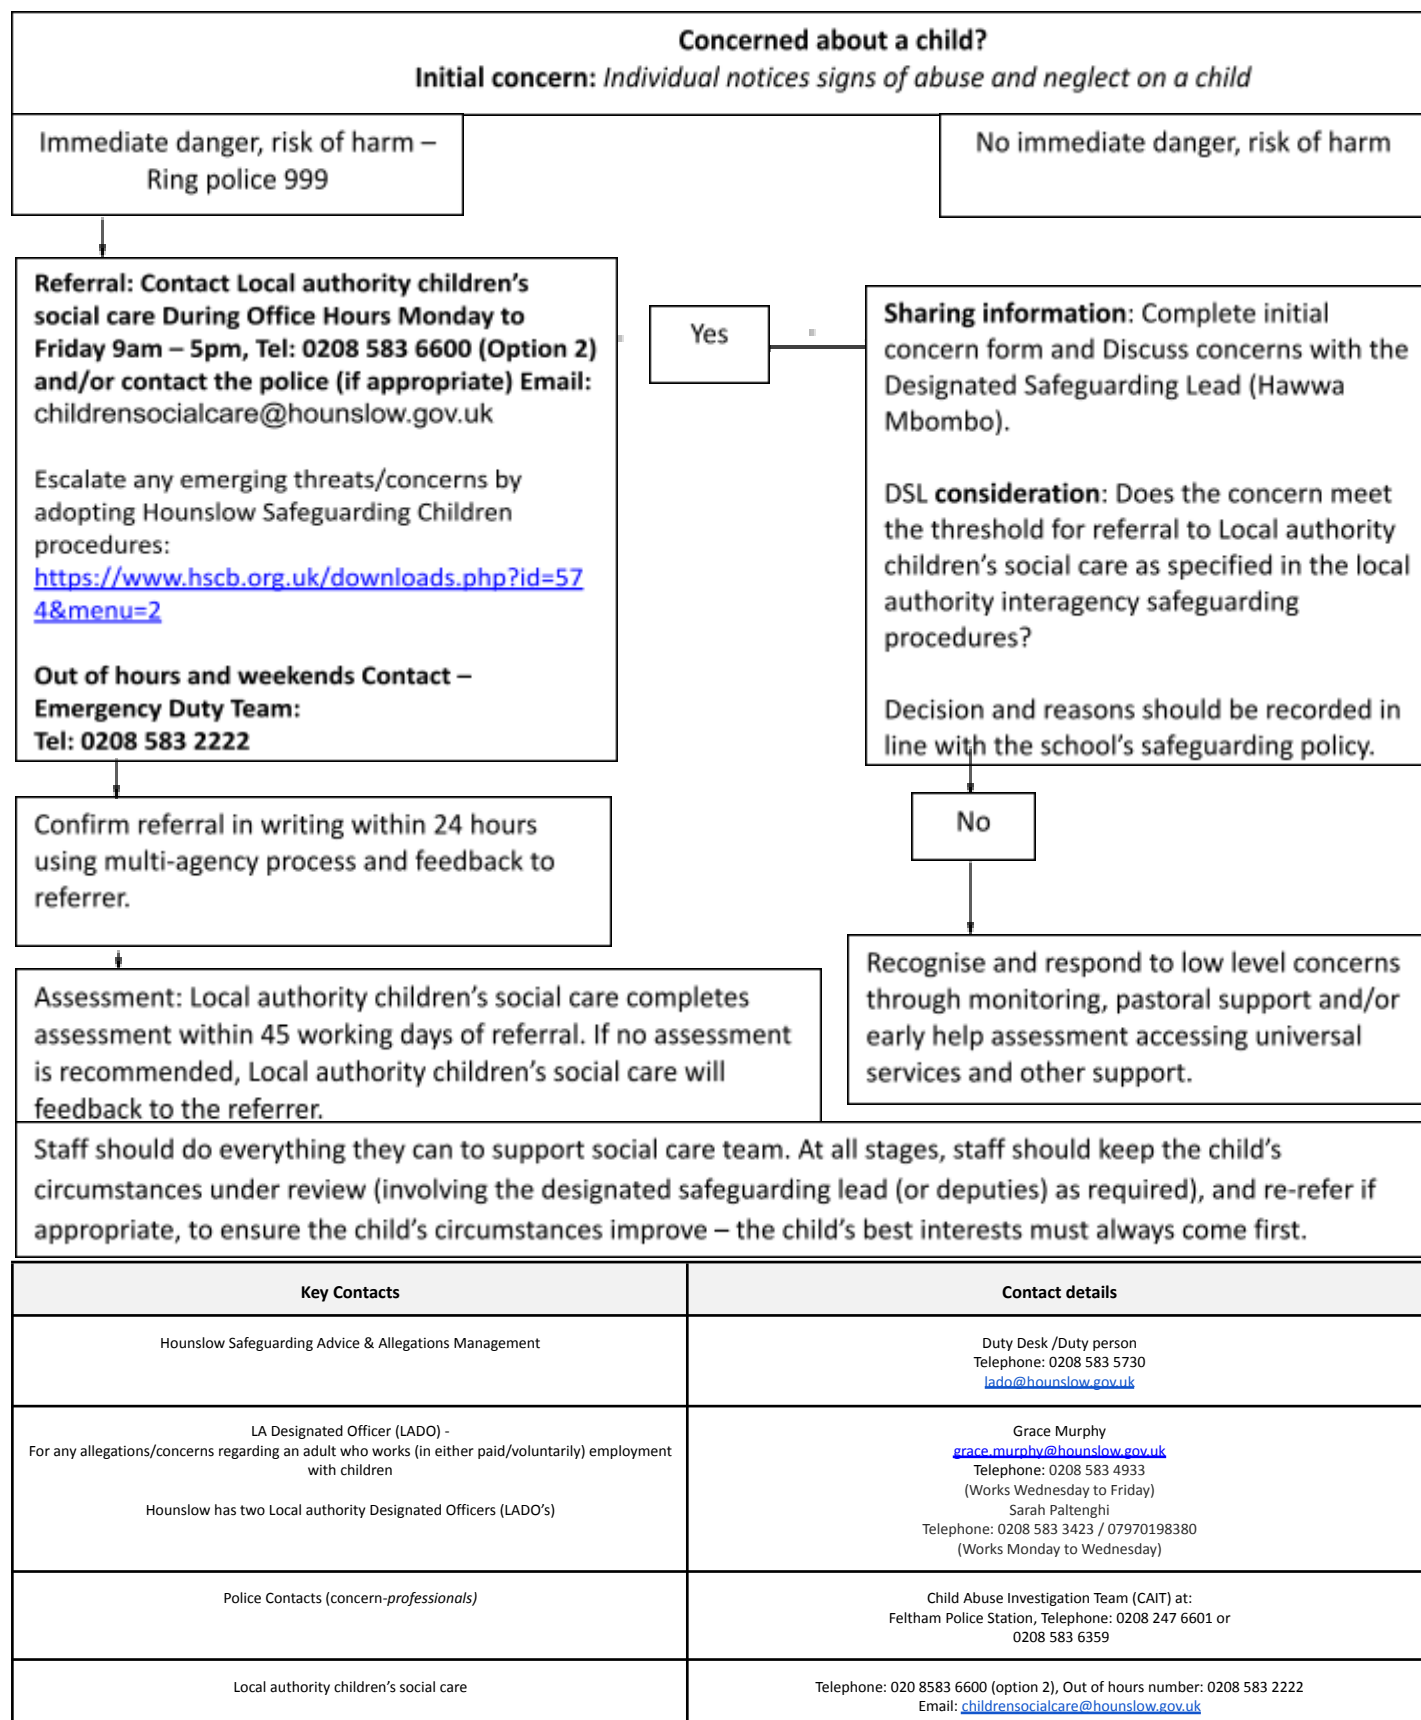 Concerned about a child?
Initial concern: Individual notices signs of abuse and neglect on a child
Immediate danger, risk of harm –
Ring police 999
No immediate danger, risk of harm
Referral: Contact Local authority children's
social care During Office Hours Monday to
Friday 9am – 5pm, Tel: 0208 583 6600 (Option 2)
and/or contact the police (if appropriate) Email:
childrensocialcare@hounslow.gov.uk
Escalate any emerging threats/concerns by
adopting Hounslow Safeguarding Children
procedures:
https://www.hscb.org.uk/downloads.php?id=57
4&menu=2
Out of hours and weekends Contact –
Emergency Duty Team:
Tel: 0208 583 2222
Yes
Sharing information: Complete initial
concern form and Discuss concerns with the
Designated Safeguarding Lead (Hawwa
Mbombo).
DSL consideration: Does the concern meet
the threshold for referral to Local authority
children's social care as specified in the local
authority interagency safeguarding
procedures?
Decision and reasons should be recorded in
line with the school's safeguarding policy.
No
Confirm referral in writing within 24 hours
using multi-agency process and feedback to
referrer.
Recognise and respond to low level concerns
through monitoring, pastoral support and/or
early help assessment accessing universal
services and other support.
Assessment: Local authority children's social care completes
assessment within 45 working days of referral. If no assessment
is recommended, Local authority children's social care will
feedback to the referrer.
Staff should do everything they can to support social care team. At all stages, staff should keep the child's
circumstances under review (involving the designated safeguarding lead (or deputies) as required), and re-refer if
appropriate, to ensure the child's circumstances improve – the child's best interests must always come first.
Key Contacts
Contact details
Hounslow Safeguarding Advice & Allegations Management
Duty Desk /Duty person
Telephone: 0208 583 5730
lado@hounslow.gov.uk
LA Designated Officer (LADO) -
For any allegations/concerns regarding an adult who works (in either paid/voluntarily) employment
with children
Hounslow has two Local authority Designated Officers (LADO's)
Grace Murphy
grace.murphy@hounslow.gov.uk
Telephone: 0208 583 4933
(Works Wednesday to Friday)
Sarah Paltenghi
Telephone: 0208 583 3423 / 07970198380
(Works Monday to Wednesday)
Police Contacts (concern-professionals)
Child Abuse Investigation Team (CAIT) at:
Feltham Police Station, Telephone: 0208 247 6601 or
0208 583 6359
Local authority children's social care
Telephone: 020 8583 6600 (option 2), Out of hours number: 0208 583 2222
Email: childrensocialcare@hounslow.gov.uk